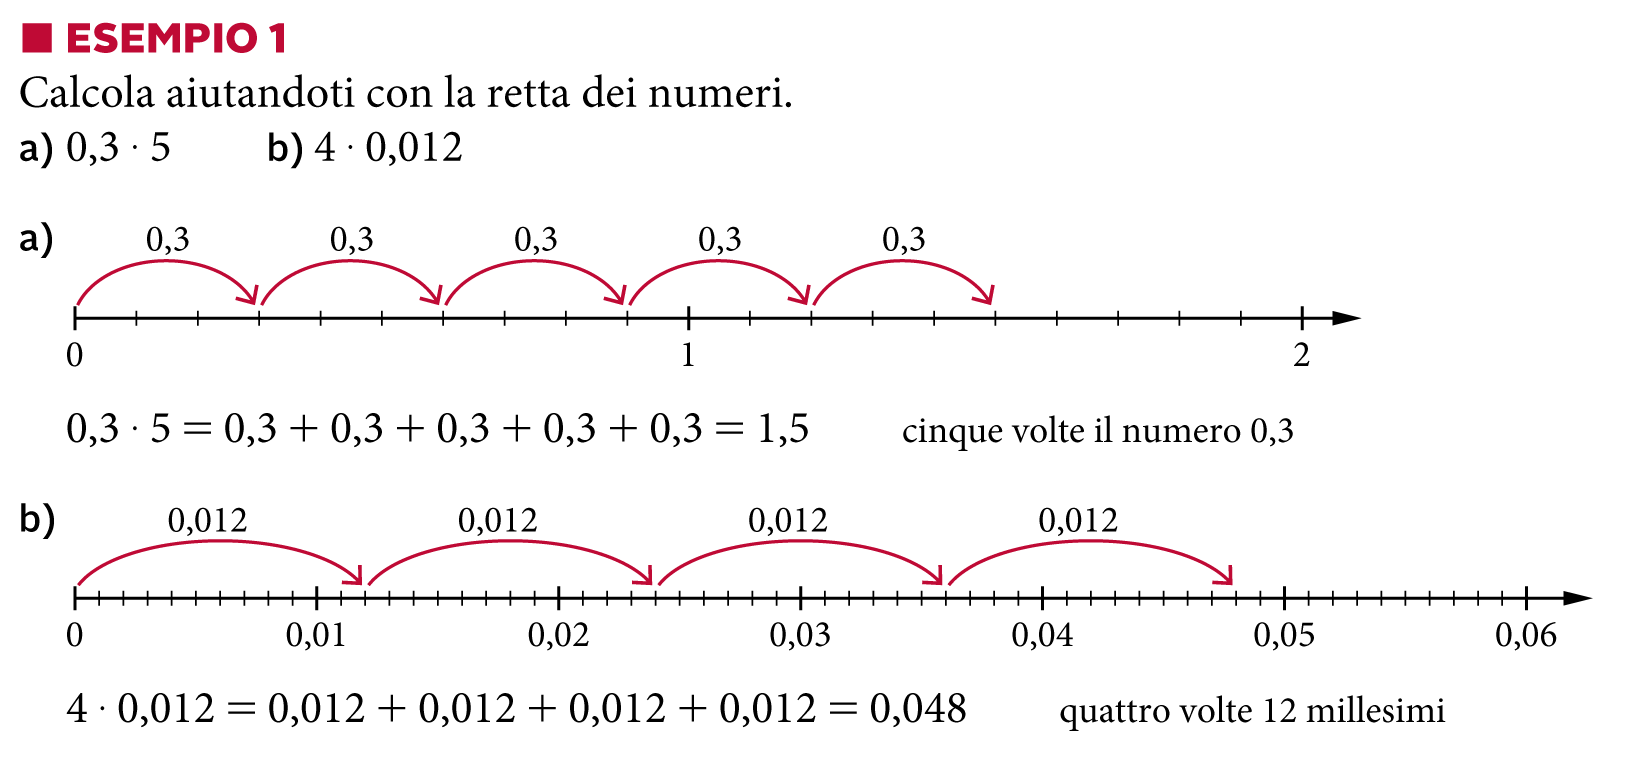 ESEMPIO 1
Calcola aiutandoti con la retta dei numeri.
a) 0,3 · 5 b) 4 · 0,012
a) 0,3 0,3 0,3 0,3 0,3
0 1 2
0,3 · 5 = 0,3 + 0,3 + 0,3 + 0,3 + 0,3 = 1,5 cinque volte il numero 0,3
b) 0,012 0,012 0,012 0,012
0 0,01 0,02 0,03 0,04 0,05 0,06
4 · 0,012 = 0,012 + 0,012 + 0,012 + 0,012 = 0,048 quattro volte 12 millesimi